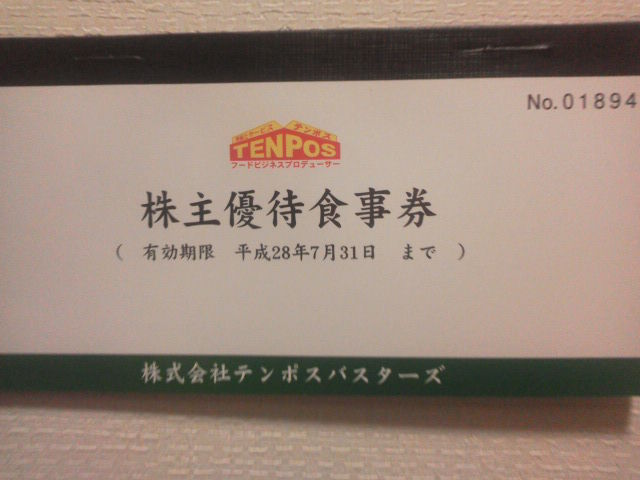 No.01894
テンポス
TENPOS
フードビジネスプロデューサー
株主優待食事券
( 有効期限 平成28年7月31日 まで )
株式会社テンポスバスターズ